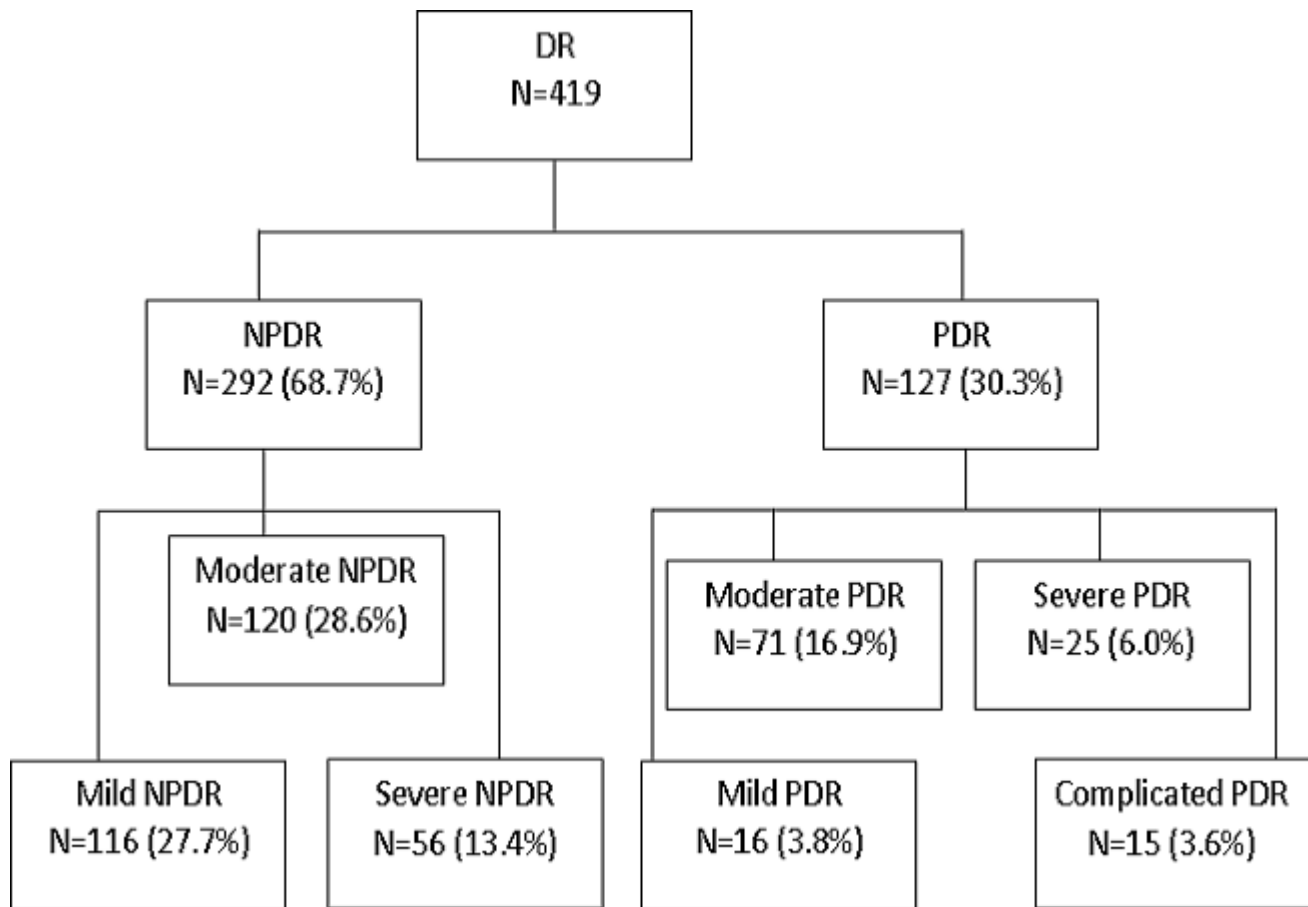 DR
N=419
NPDR
N=292 (68.7%)
PDR
N=127 (30.3%)
Moderate NPDR
N=120 (28.6%)
Moderate PDR
N=71 (16.9%)
Severe PDR
N=25 (6.0%)
Mild NPDR
N=116 (27.7%)
Severe NPDR
N=56 (13.4%)
Mild PDR
N=16 (3.8%)
Complicated PDR
N=15 (3.6%)